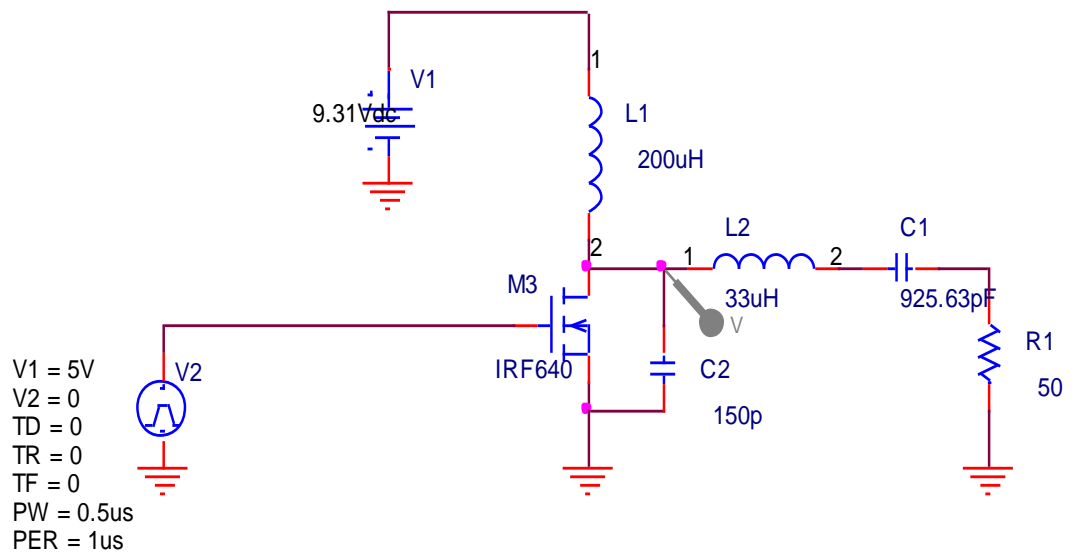 1
V1
9.31Vdc
L1
200uH
2
L2
C1
1
2
M3
33uH
925.63pF
V
IRF640
R1
C2
50
150p
V2
V1 = 5V
V2 = 0
TD = 0
TR = 0
TF = 0
PW = 0.5us
PER = 1us